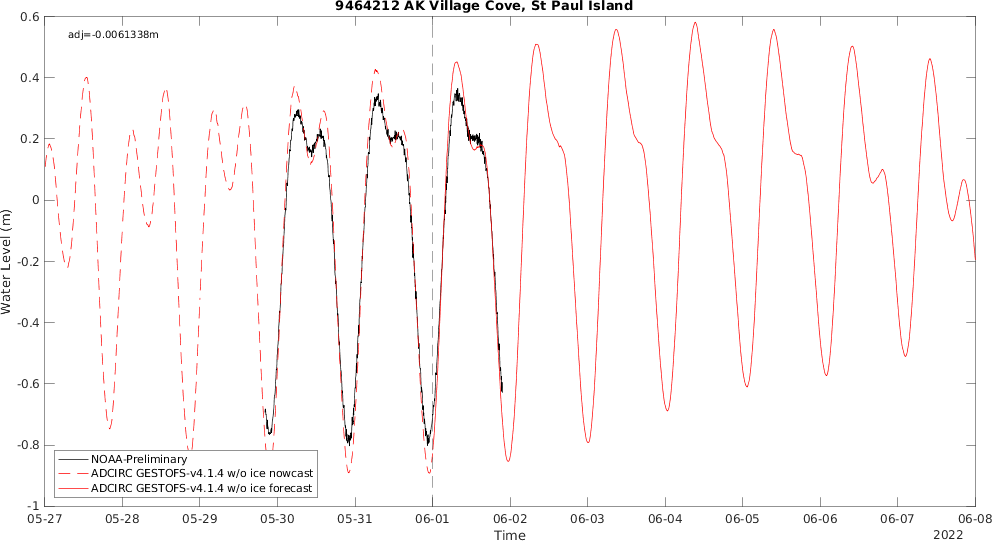 9464212 AK Village Cove, St Paul Island
adj=-0.0061338m
Water Level (m)
0.6
0.4
0.2
0
-0.2
-0.4
-0.6
-0.8
-1
NOAA-Preliminary
ADCIRC GESTOFS-v4.1.4 w/o ice nowcast
ADCIRC GESTOFS-v4.1.4 w/o ice forecast
05-27 05-28 05-29 05-30 05-31 06-01 06-02 06-03 06-04 06-05 06-06 06-07 06-08
Time
2022